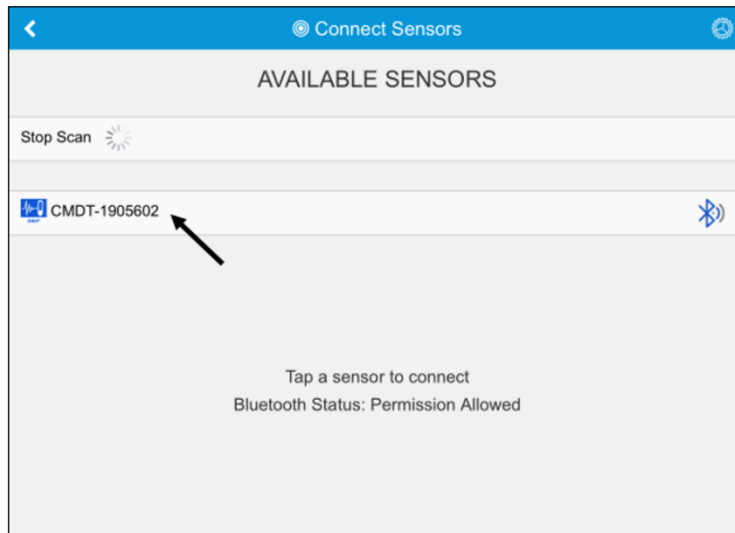 Connect Sensors
AVAILABLE SENSORS
Stop Scan
CMDT-1905602
Tap a sensor to connect
Bluetooth Status: Permission Allowed